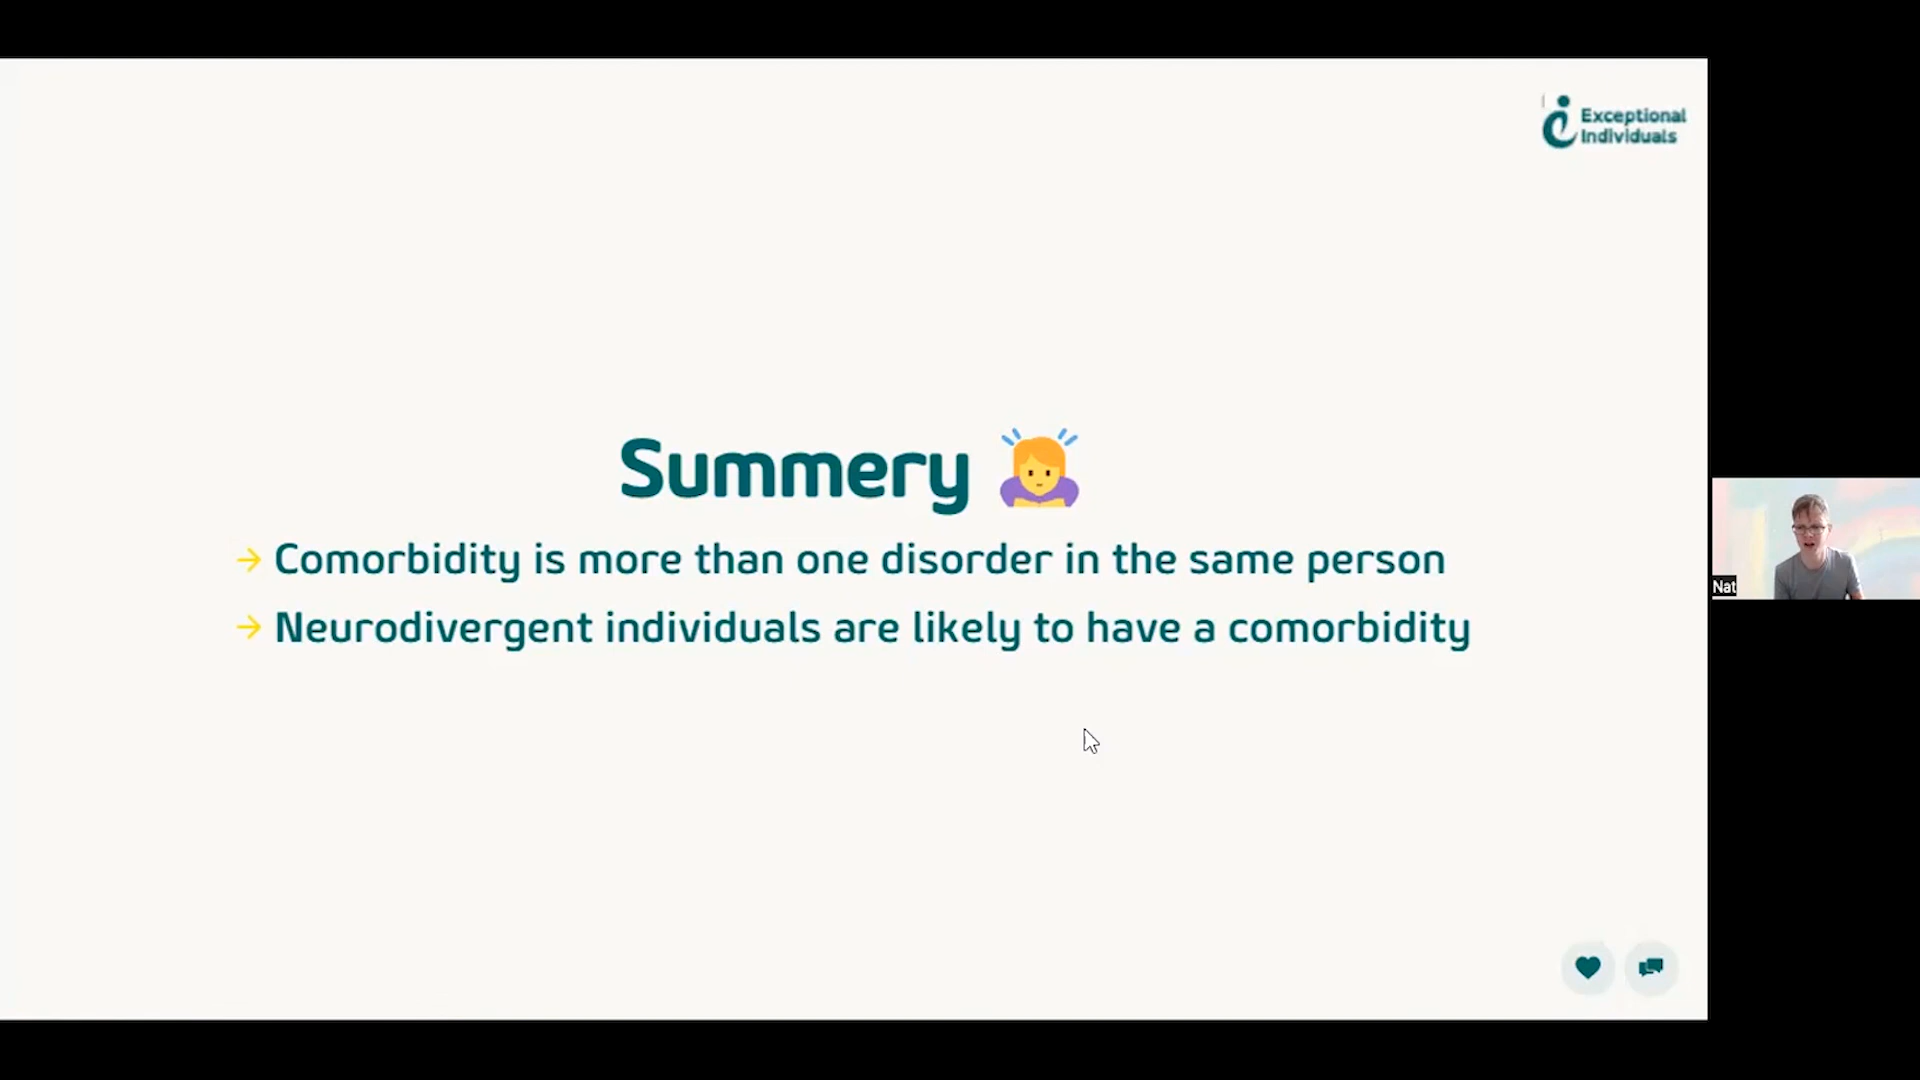 Exceptional
Individuals
Summery
→ Comorbidity is more than one disorder in the same person
→ Neurodivergent individuals are likely to have a comorbidity
Nat